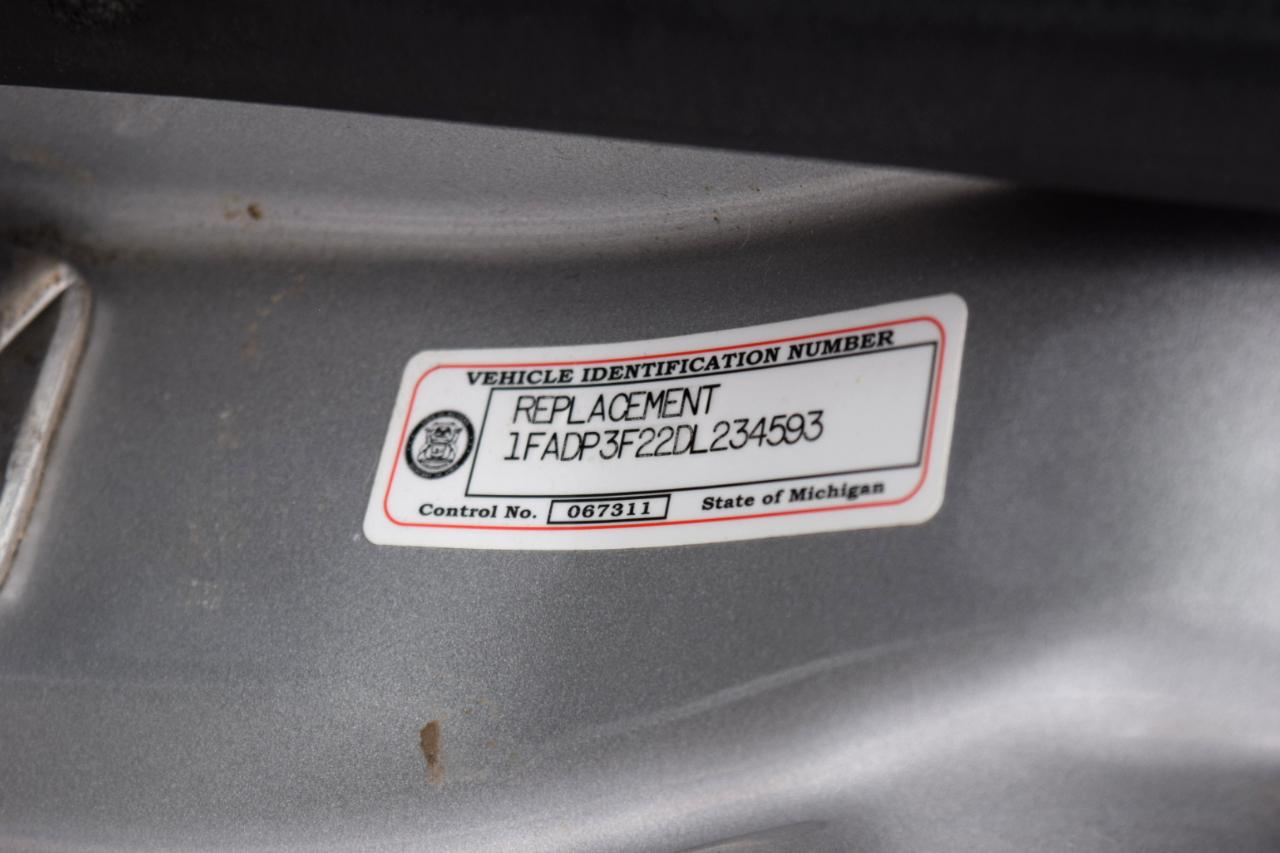 VEHICLE IDENTIFICATION NUMBER
REPLACEMENT
1FADP3F22DL234593
Control No. 067311 State of Michigan